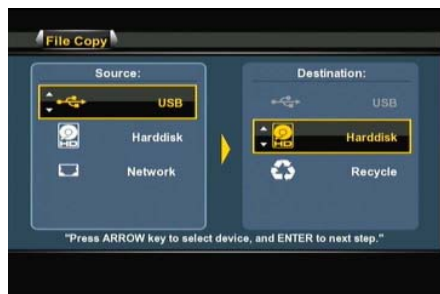 File Copy
Source:
USB
Harddisk
Network
Destination:
USB
Harddisk
Recycle
"Press ARROW key to select device, and ENTER to next step."